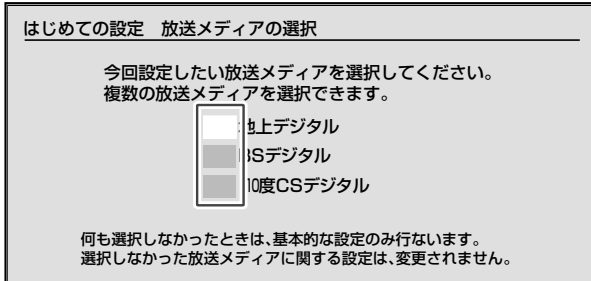 はじめての設定　放送メディアの選択
今回設定したい放送メディアを選択してください。
複数の放送メディアを選択できます。
地上デジタル
BSデジタル
110度CSデジタル
何も選択しなかったときは、基本的な設定のみ行ないます。
選択しなかった放送メディアに関する設定は、変更されません。